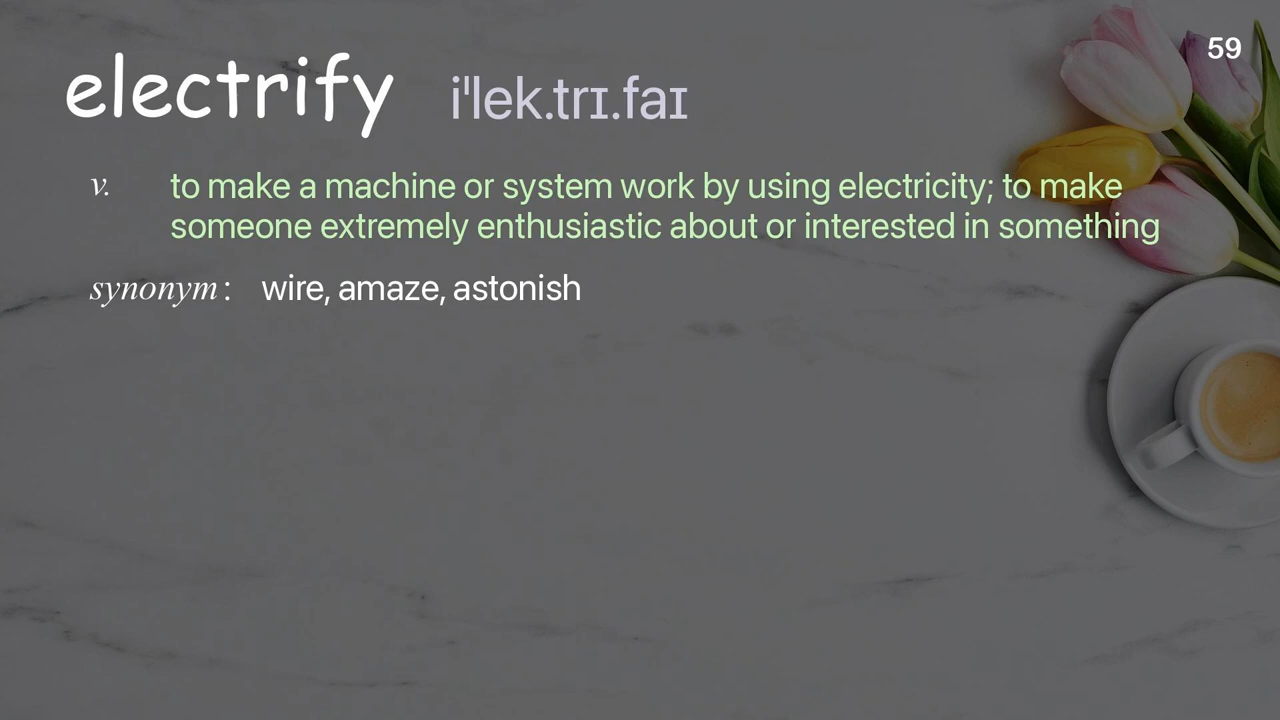 59
electrify iˈlek.trɪ.faɪ
v. to make a machine or system work by using electricity; to make
someone extremely enthusiastic about or interested in something
synonym: wire, amaze, astonish